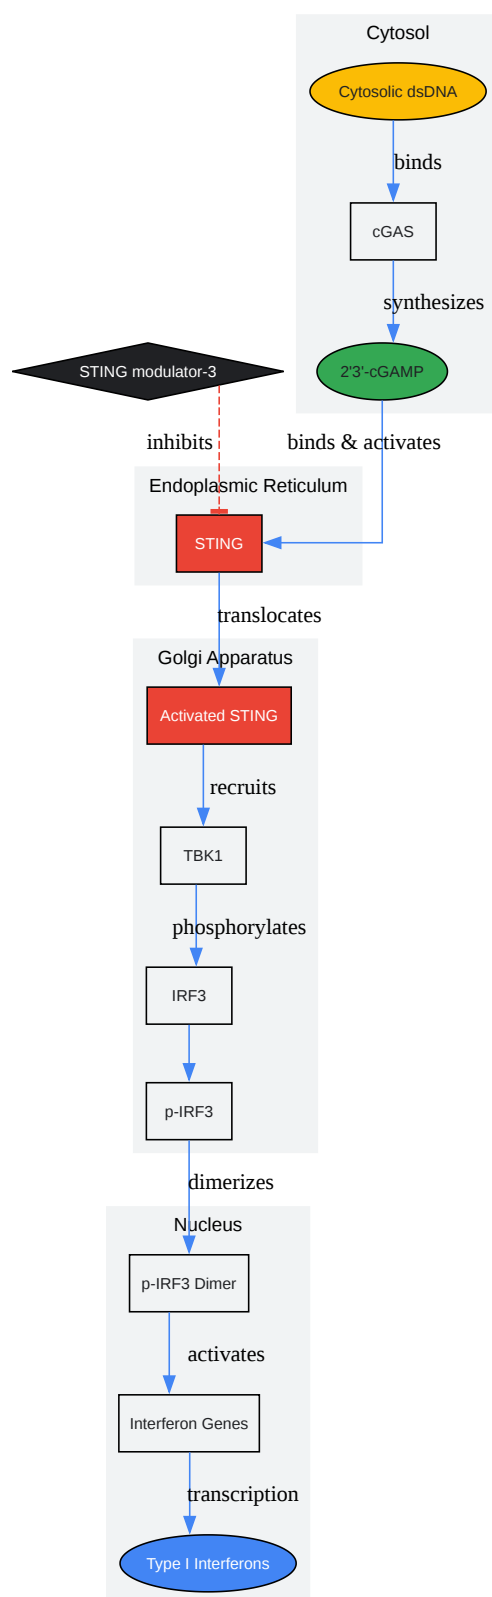 Cytosol
Cytosolic dsDNA
binds
cGAS
synthesizes
STING modulator-3
2'3'-cGAMP
inhibits
binds & activates
Endoplasmic Reticulum
STING
translocates
Golgi Apparatus
Activated STING
recruits
TBK1
phosphorylates
IRF3
p-IRF3
dimerizes
Nucleus
p-IRF3 Dimer
activates
Interferon Genes
transcription
Type I Interferons